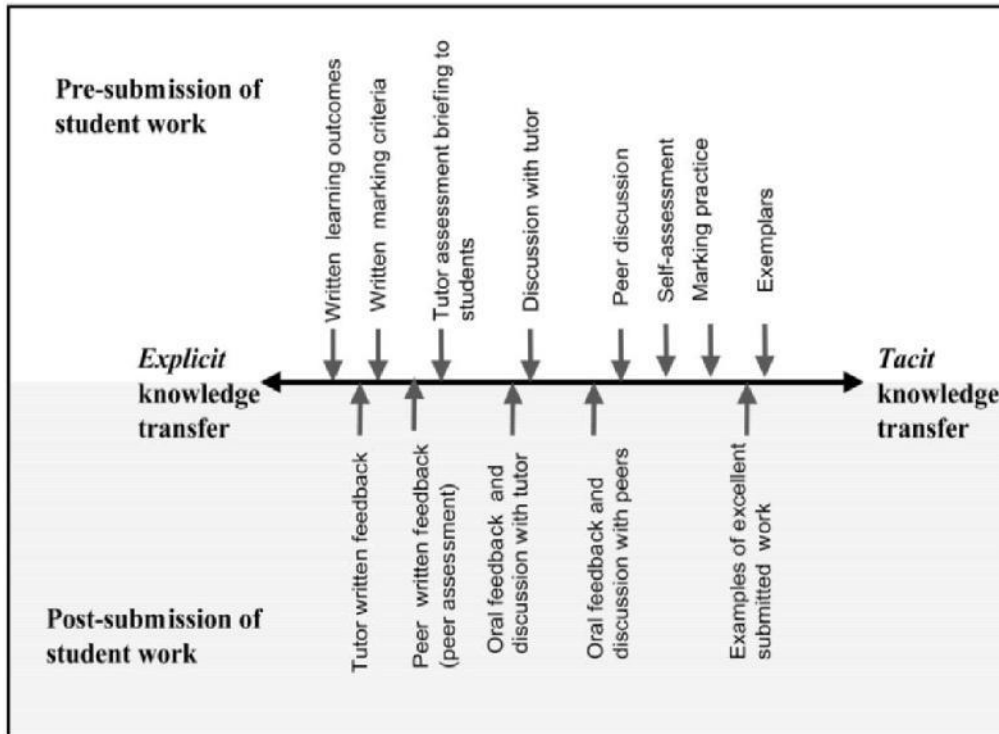 Pre-submission of
student work
Written learning outcomes
Written marking criteria
Tutor assessment briefing to
students
Discussion with tutor
Peer discussion
Self-assessment
Marking practice
Exemplars
Explicit
knowledge
transfer
Tacit
knowledge
transfer
Post-submission of
student work
Tutor written feedback
Peer written feedback
(peer assessment)
Oral feedback and
discussion with tutor
Oral feedback and
discussion with peers
Examples of excellent
submitted work